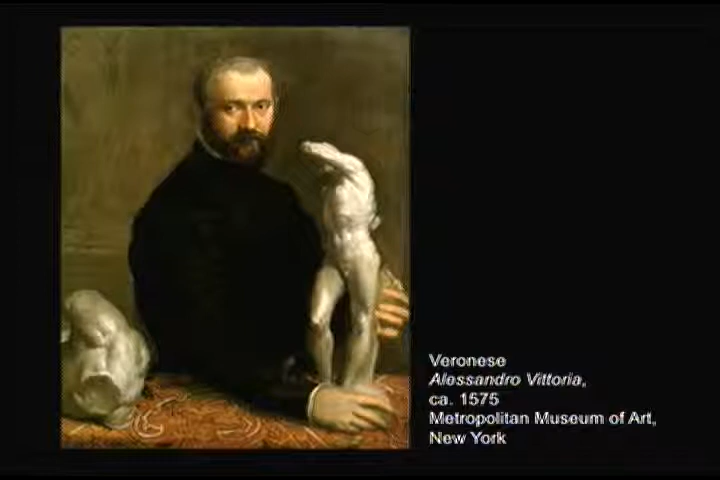 Veronese
Alessandro Vittoria,
ca. 1575
Metropolitan Museum of Art,
New York